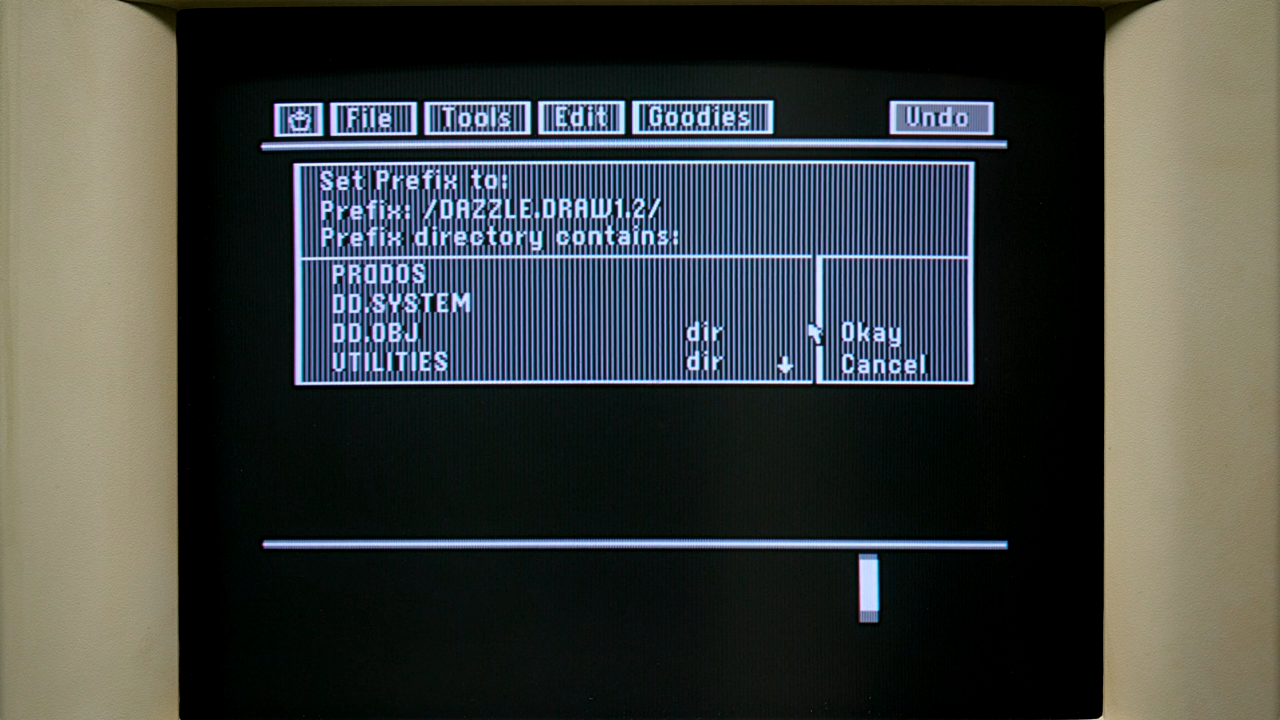 File Tools Edit Goodies Undo
Set Prefix to:
Prefix: /DAZZLE.DRAW1.2/
Prefix directory contains:
PRODOS
DD.SYSTEM
DD.OBJ dir Okay
UTILITIES dir Cancel